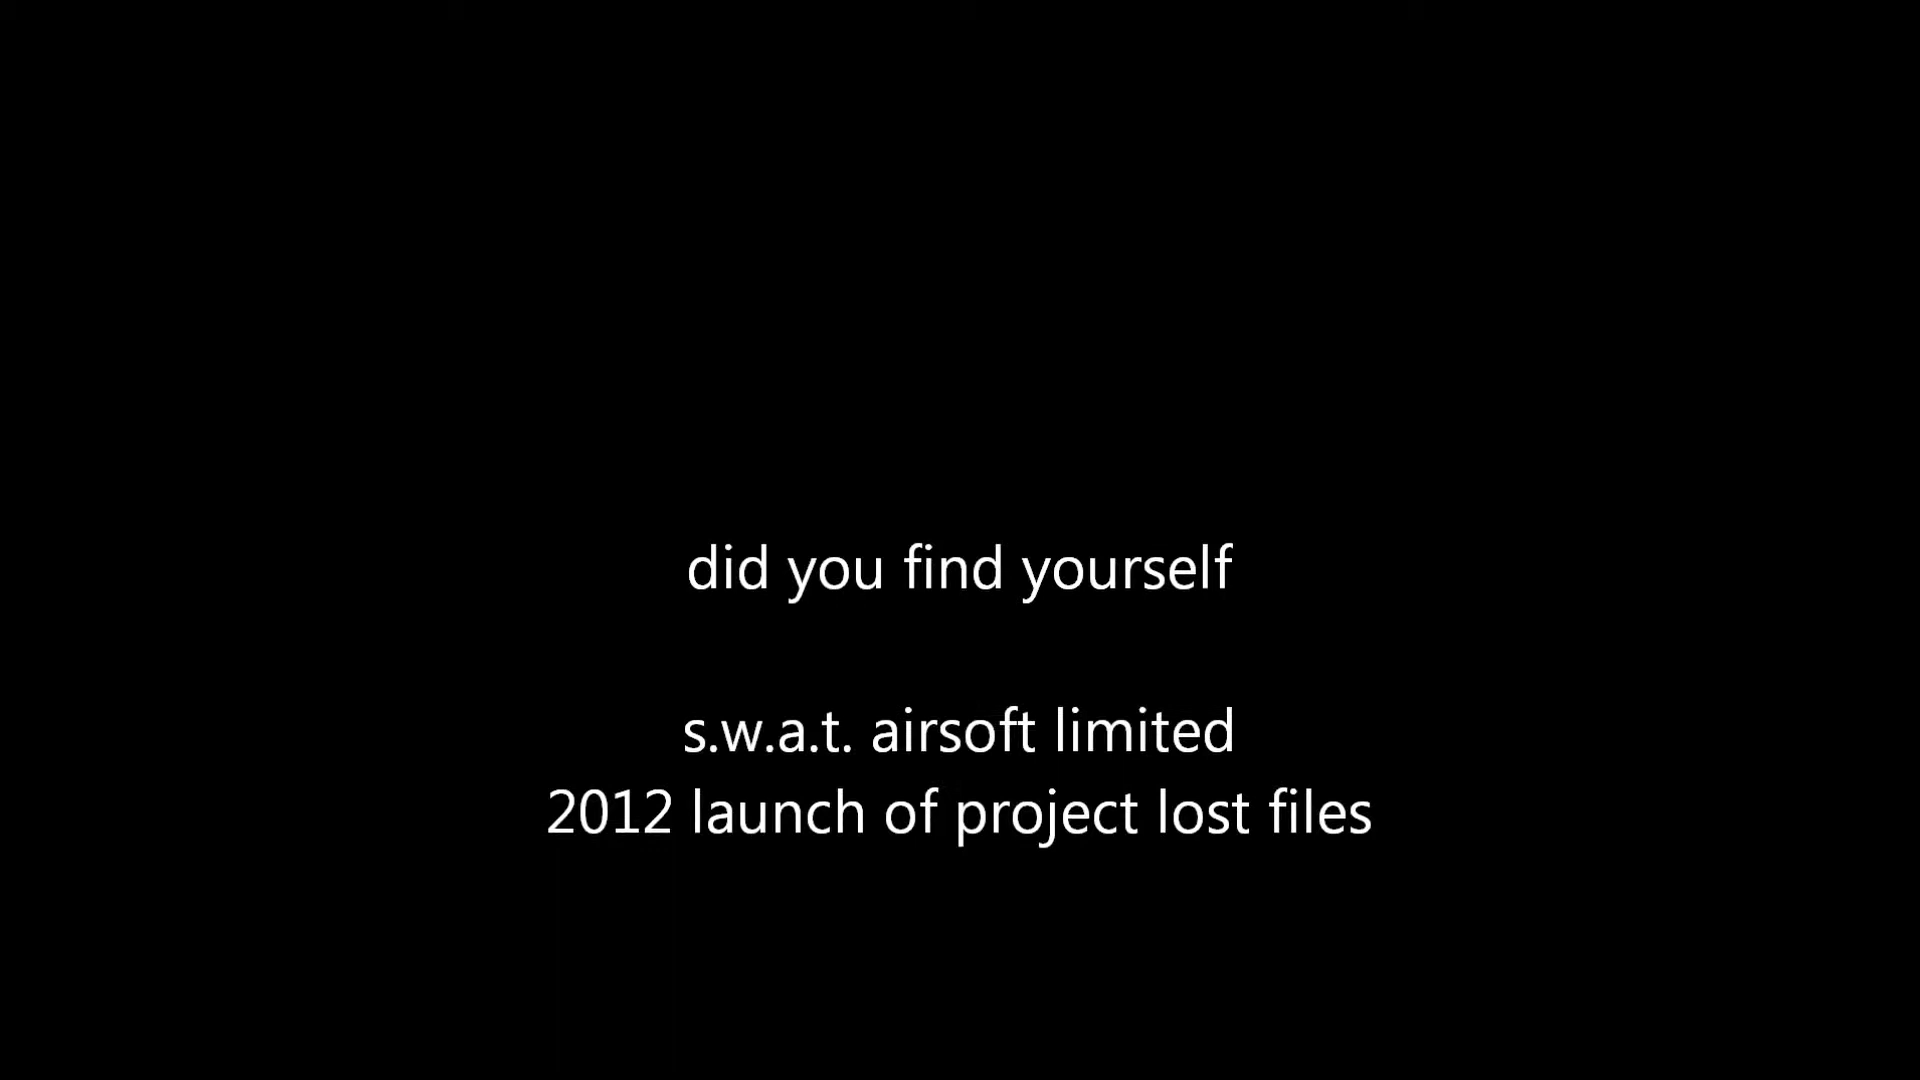 did you find yourself
s.w.a.t. airsoft limited
2012 launch of project lost files